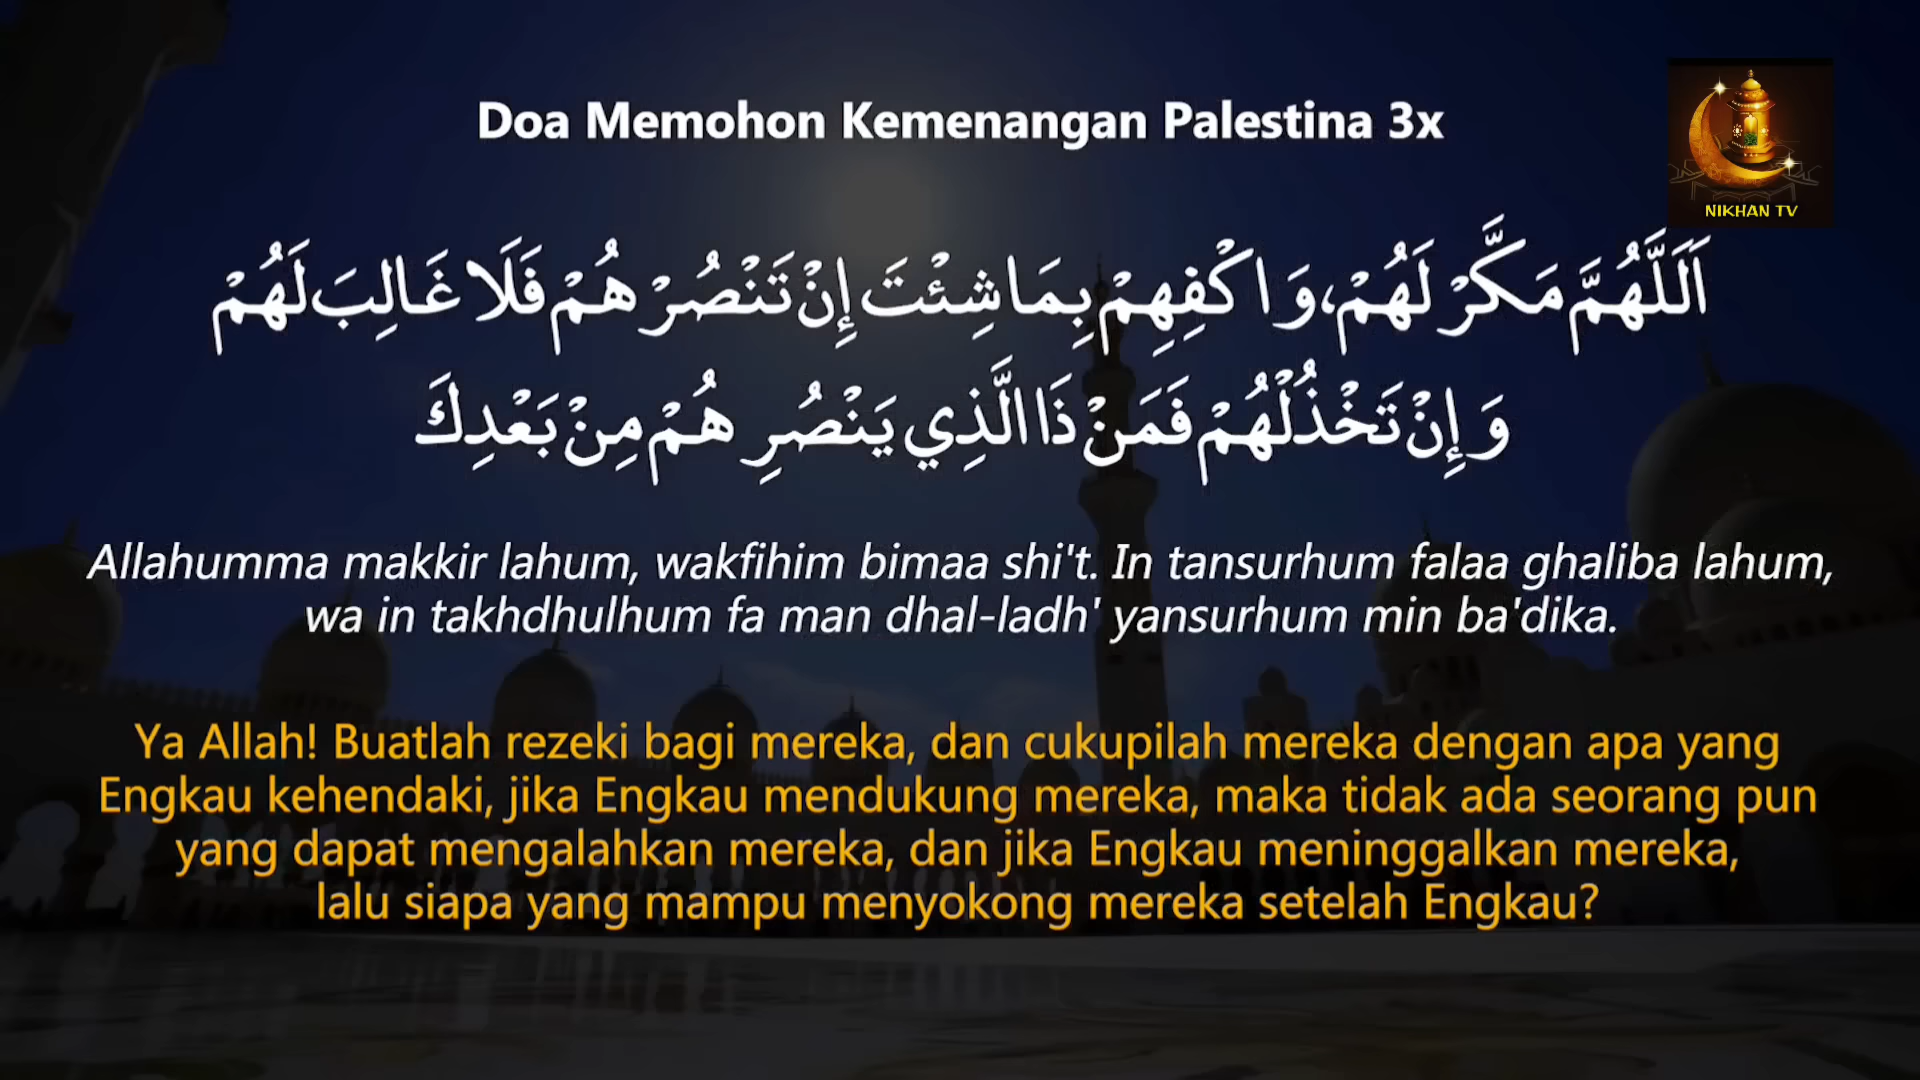 Doa Memohon Kemenangan Palestina 3x
NIKHAN TV
اَللَّهُمَّ مَكَّرْ لَهُمْ، وَاكْفِهِمْ بِمَا شِئْتَ إِنْ تَنْصُرْهُمْ فَلَا غَالِبَ لَهُمْ
وَإِنْ تَخْذُلْهُمْ فَمَنْ ذَا الَّذِي يَنْصُرِهُمْ مِنْ بَعْدِكَ
Allahumma makkir lahum, wakfihim bimaa shi't. In tansurhum falaa ghaliba lahum,
wa in takhdhulhum fa man dhal-ladh' yansurhum min ba'dika.
Ya Allah! Buatlah rezeki bagi mereka, dan cukupilah mereka dengan apa yang
Engkau kehendaki, jika Engkau mendukung mereka, maka tidak ada seorang pun
yang dapat mengalahkan mereka, dan jika Engkau meninggalkan mereka,
lalu siapa yang mampu menyokong mereka setelah Engkau?